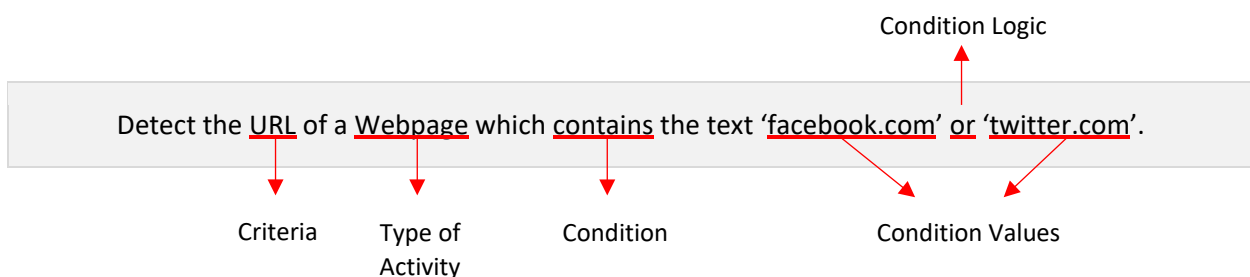 Condition Logic
Detect the URL of a Webpage which contains the text ‘facebook.com’ or ‘twitter.com’.
Criteria
Type of
Activity
Condition
Condition Values